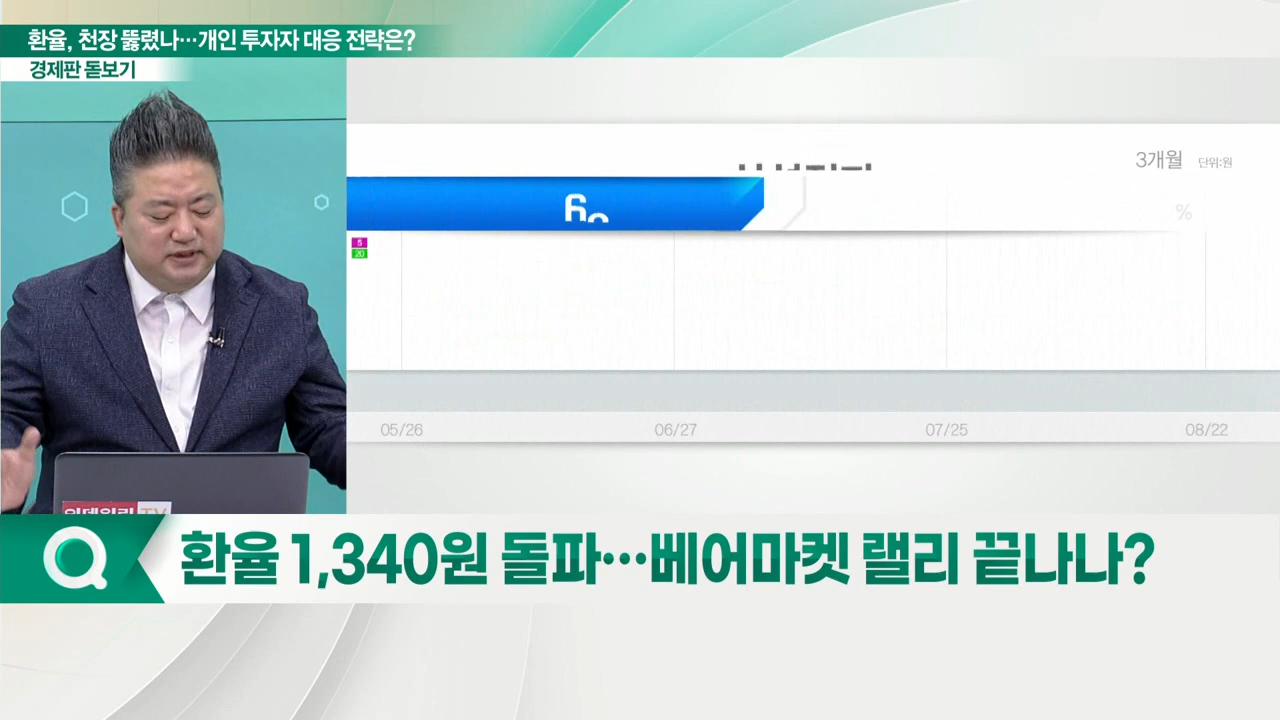 환율, 천장 뚫렸나…개인 투자자 대응 전략은?
경제판 돋보기
3개월 단위:원
%
5
20
05/26 06/27 07/25 08/22
TV
환율 1,340원 돌파…베어마켓 랠리 끝나나?